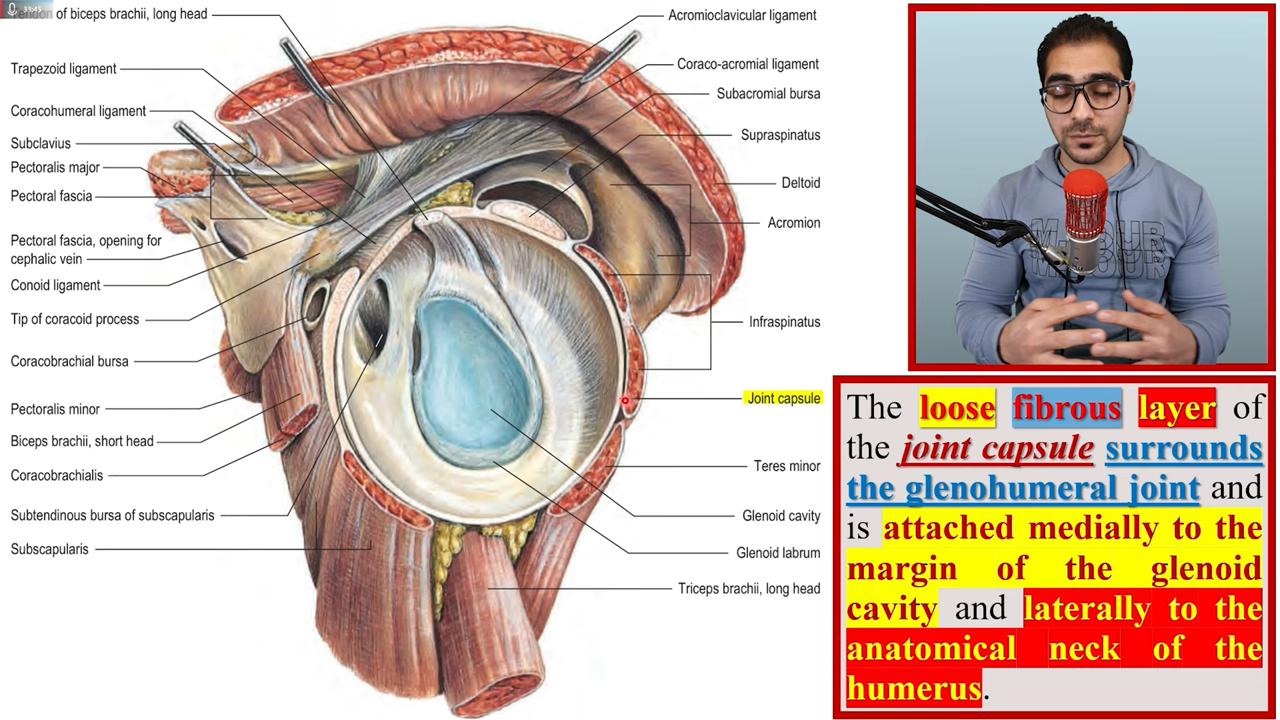 33:45
Tendon of biceps brachii, long head
Trapezoid ligament
Coracohumeral ligament
Subclavius
Pectoralis major
Pectoral fascia
Pectoral fascia, opening for
cephalic vein
Conoid ligament
Tip of coracoid process
Coracobrachial bursa
Pectoralis minor
Biceps brachii, short head
Coracobrachialis
Subtendinous bursa of subscapularis
Subscapularis
Acromioclavicular ligament
Coraco-acromial ligament
Subacromial bursa
Supraspinatus
Deltoid
Acromion
Infraspinatus
Joint capsule
Teres minor
Glenoid cavity
Glenoid labrum
Triceps brachii, long head
The loose fibrous layer of
the joint capsule surrounds
the glenohumeral joint and
is attached medially to the
margin of the glenoid
cavity and laterally to the
anatomical neck of the
humerus.